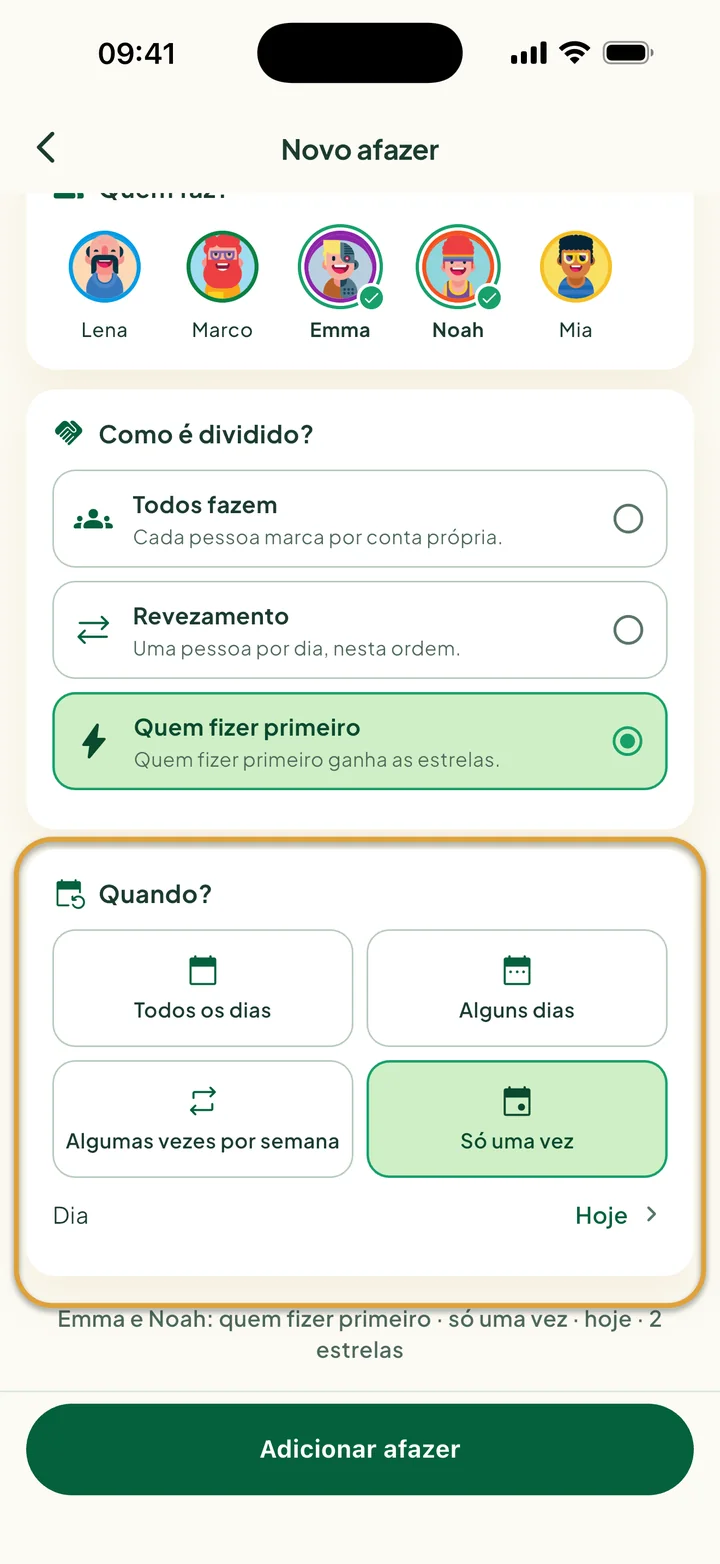 09:41
Novo afazer
Quem faz?
Lena
Marco
Emma
Noah
Mia
Como é dividido?
Todos fazem
Cada pessoa marca por conta própria.
Revezamento
Uma pessoa por dia, nesta ordem.
Quem fizer primeiro
Quem fizer primeiro ganha as estrelas.
Quando?
Todos os dias
Alguns dias
Algumas vezes por semana
Só uma vez
Dia
Hoje
Emma e Noah: quem fizer primeiro · só uma vez · hoje · 2
estrelas
Adicionar afazer